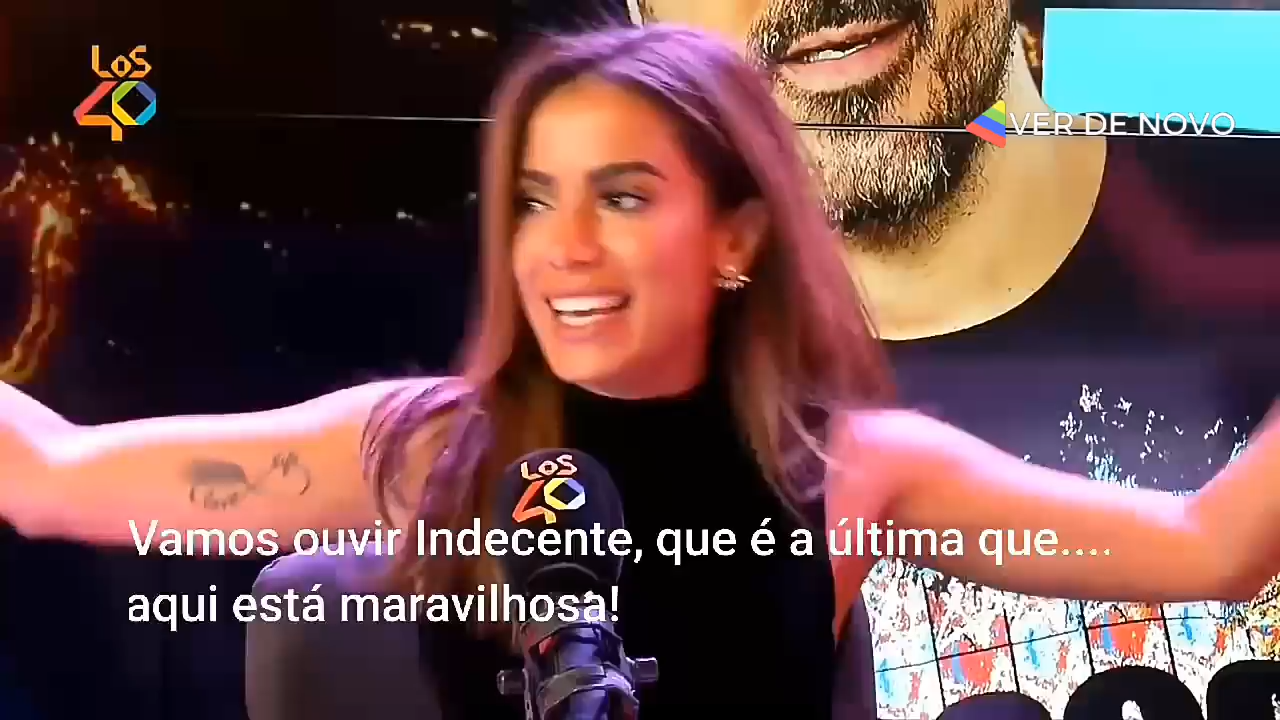 LOS
40
VER DE NOVO
LOS
40
Vamos ouvir Indecente, que é a última que....
aqui está maravilhosa!